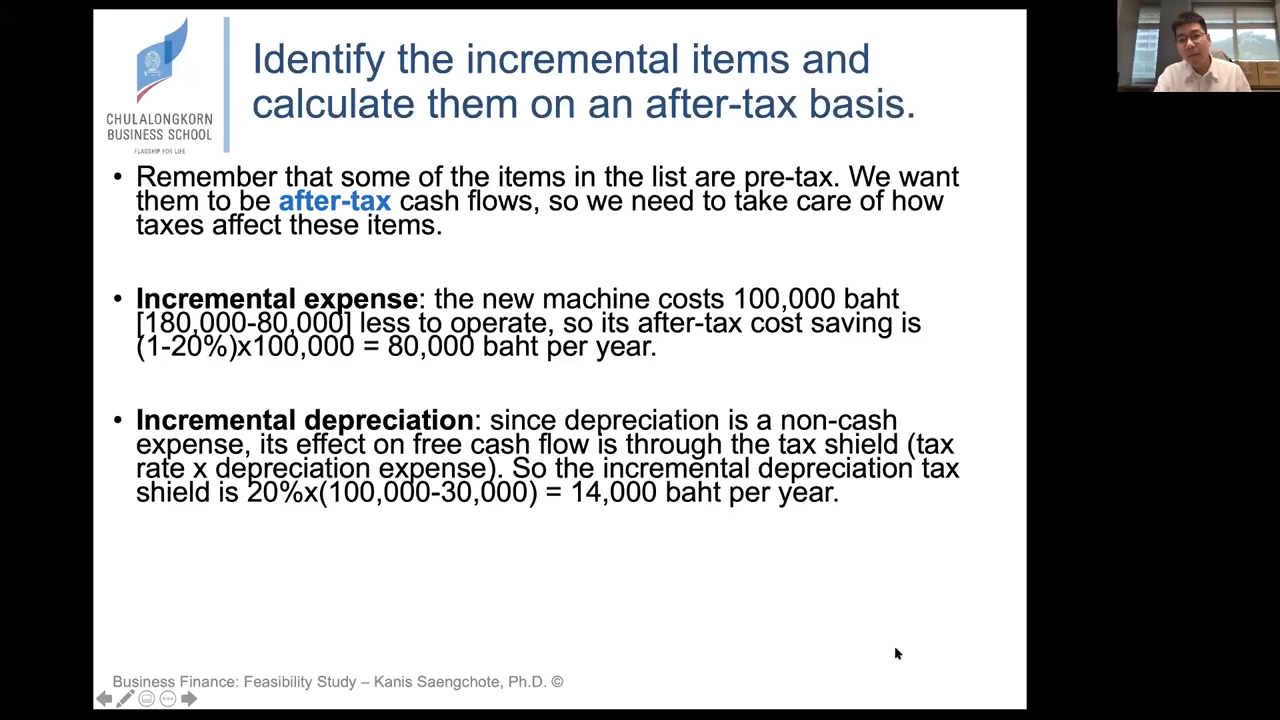 CHULALONGKORN
BUSINESS SCHOOL
FLAGSHIP FOR LIFE
Identify the incremental items and
calculate them on an after-tax basis.
• Remember that some of the items in the list are pre-tax. We want
them to be after-tax cash flows, so we need to take care of how
taxes affect these items.
• Incremental expense: the new machine costs 100,000 baht
[180,000-80,000] less to operate, so its after-tax cost saving is
(1-20%)x100,000 = 80,000 baht per year.
• Incremental depreciation: since depreciation is a non-cash
expense, its effect on free cash flow is through the tax shield (tax
rate x depreciation expense). So the incremental depreciation tax
shield is 20%x(100,000-30,000) = 14,000 baht per year.
Business Finance: Feasibility Study – Kanis Saengchote, Ph.D. ©